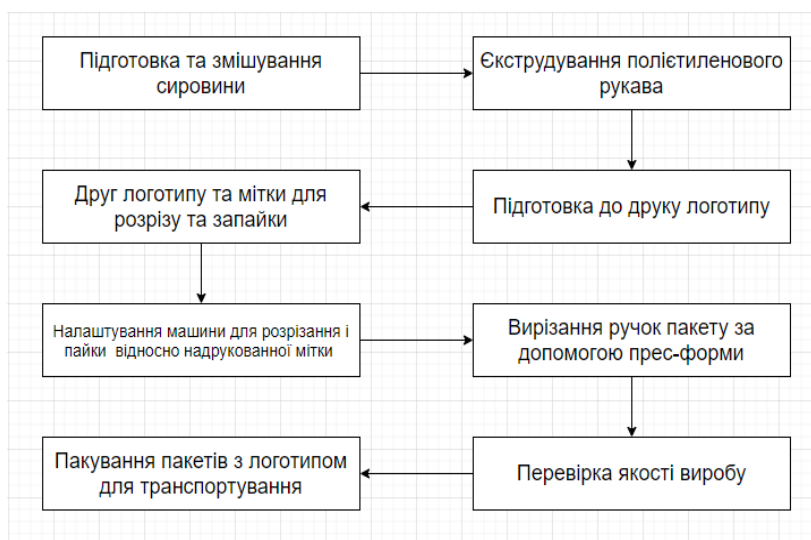 Підготовка та змішування
сировини
Єкструдування полієтиленового
рукава
Підготовка до друку логотипу
Друг логотипу та мітки для
розрізу та запайки
Налаштування машини для розрізання і
пайки відносно надрукованної мітки
Вирізання ручок пакету за
допомогою прес-форми
Перевірка якості виробу
Пакування пакетів з логотипом
для транспортування